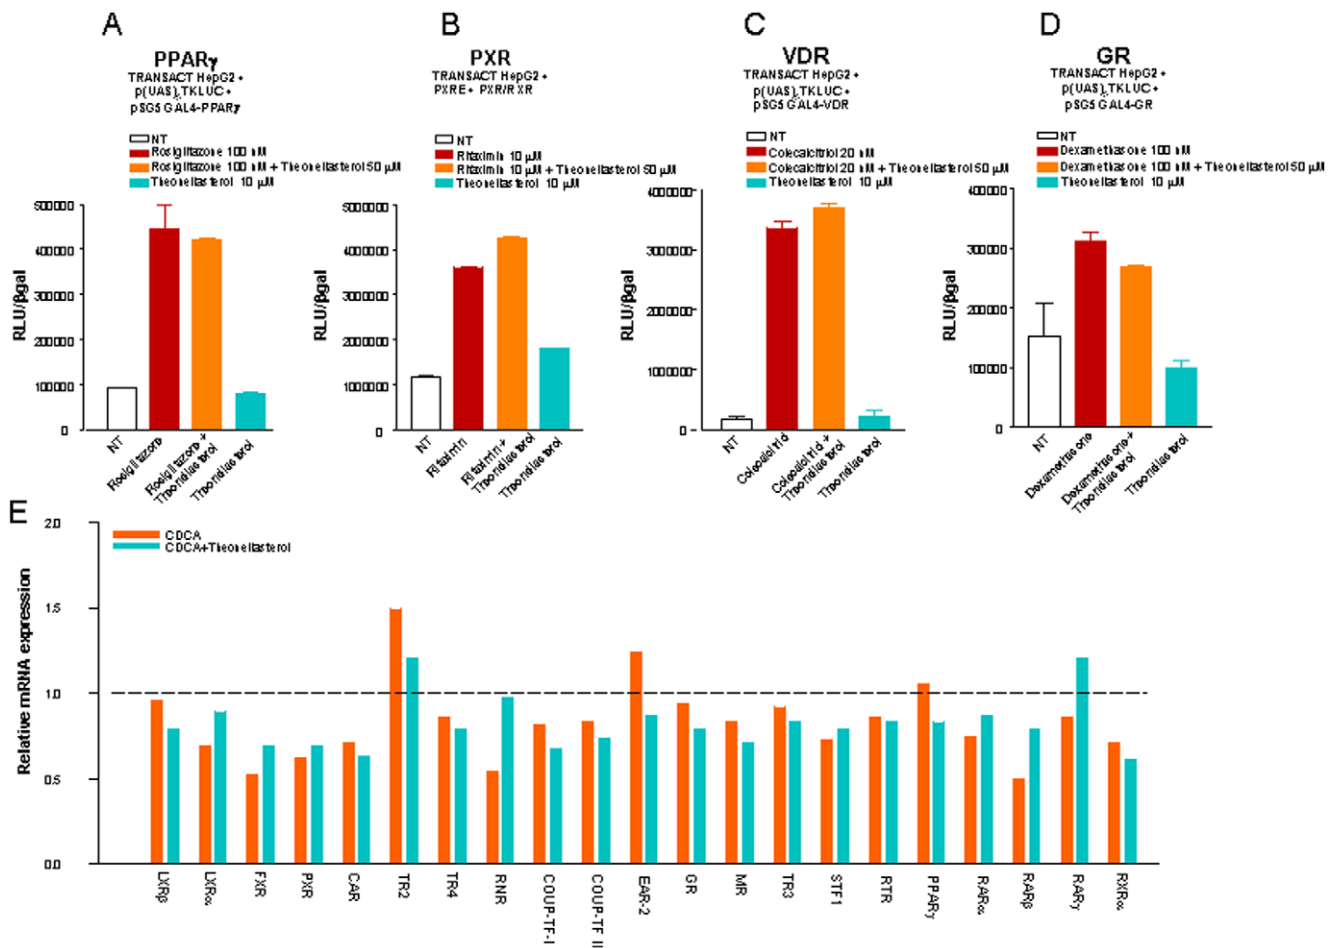 A
B
C
D
PPARγ
TRANSACT HepG2 +
p(UAS)5TKLUC +
pSG5 GAL4-PPARγ
PXR
TRANSACT HepG2 +
PXRE + PXR/RXR
VDR
TRANSACT HepG2 +
p(UAS)5TKLUC +
pSG5 GAL4-VDR
GR
TRANSACT HepG2 +
p(UAS)5TKLUC +
pSG5 GAL4-GR
NT
Rosiglitazone 100 nM
Rosiglitazone 100 nM + Theonellasterol 50 μM
Theonellasterol 10 μM
NT
Rifaximin 10 μM
Rifaximin 10 μM + Theonellasterol 50 μM
Theonellasterol 10 μM
NT
Colecalcitriol 20 nM
Colecalcitriol 20 nM + Theonellasterol 50 μM
Theonellasterol 10 μM
NT
Dexamethasone 100 nM
Dexamethasone 100 nM + Theonellasterol 50 μM
Theonellasterol 10 μM
RLU/βgal
500000
400000
300000
200000
100000
0
NT
Rosiglitazone
Rosiglitazone+
Theonellasterol
Theonellasterol
RLU/βgal
5000000
4000000
3000000
2000000
1000000
0
NT
Rifaximin
Rifaximin+
Theonellasterol
Theonellasterol
RLU/βgal
4000000
3000000
2000000
1000000
0
NT
Colecalcitriol
Colecalcitriol+
Theonellasterol
Theonellasterol
RLU/βgal
400000
300000
200000
100000
0
NT
Dexamethasone
Dexamethasone+
Theonellasterol
Theonellasterol
E
CDCA
CDCA+Theonellasterol
Relative mRNA expression
2.0
1.5
1.0
0.5
0.0
LXRβ
LXRα
FXR
PXR
CAR
TR2
TR4
RNR
COUP-TF-I
COUP-TF II
EAR-2
GR
MR
TR3
STF1
RTR
PPARγ
RARα
RARβ
RARγ
RXRα